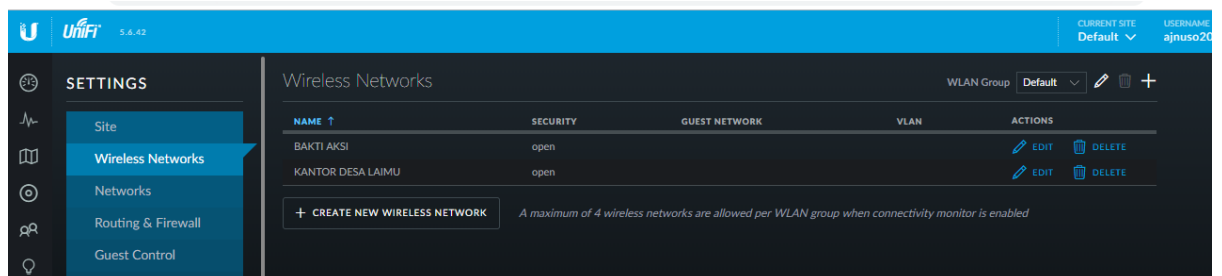 UniFi 5.6.42 CURRENT SITE USERNAME
Default ajnuso20
SETTINGS
Wireless Networks WLAN Group Default
Site
Wireless Networks
Networks
Routing & Firewall
Guest Control
NAME ↑ SECURITY GUEST NETWORK VLAN ACTIONS
BAKTI AKSI open EDIT DELETE
KANTOR DESA LAIMU open EDIT DELETE
+ CREATE NEW WIRELESS NETWORK A maximum of 4 wireless networks are allowed per WLAN group when connectivity monitor is enabled